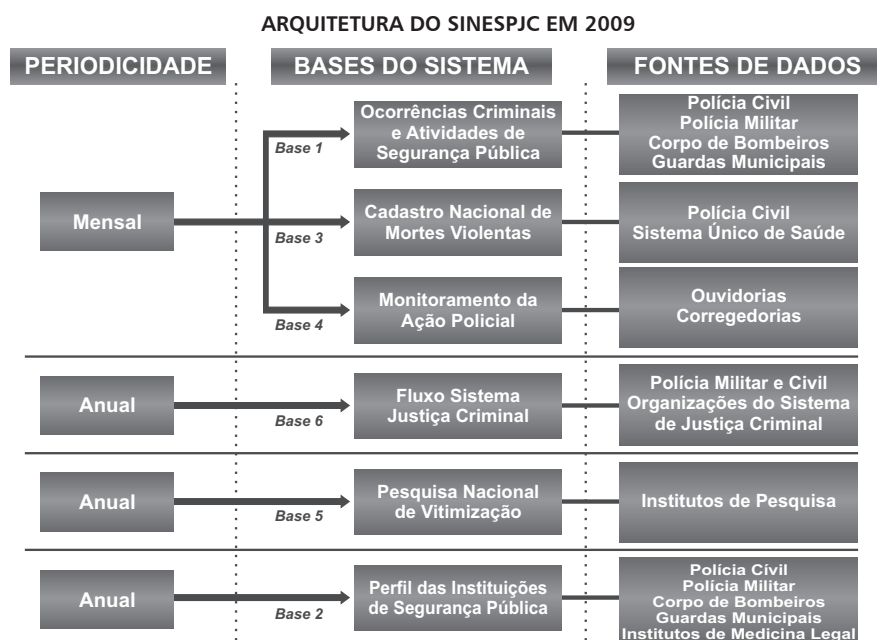 ARQUITETURA DO SINESPJC EM 2009
PERIODICIDADE
BASES DO SISTEMA
FONTES DE DADOS
Mensal
Base 1
Ocorrências Criminais
e Atividades de
Segurança Pública
Polícia Civil
Polícia Militar
Corpo de Bombeiros
Guardas Municipais
Base 3
Cadastro Nacional de
Mortes Violentas
Polícia Civil
Sistema Único de Saúde
Base 4
Monitoramento da
Ação Policial
Ouvidorias
Corregedorias
Anual
Base 6
Fluxo Sistema
Justiça Criminal
Polícia Militar e Civil
Organizações do Sistema
de Justiça Criminal
Anual
Base 5
Pesquisa Nacional
de Vitimização
Institutos de Pesquisa
Anual
Base 2
Perfil das Instituições
de Segurança Pública
Polícia Cívil
Polícia Militar
Corpo de Bombeiros
Guardas Municipais
Institutos de Medicina Legal